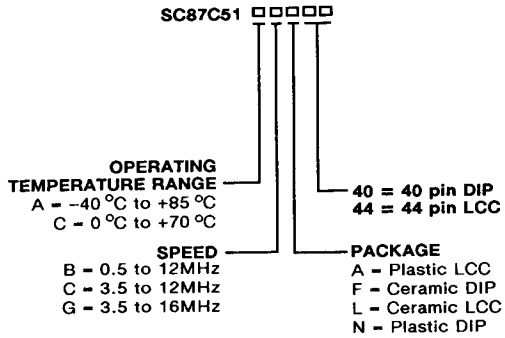 SC87C51 □□□□□
OPERATING
TEMPERATURE RANGE
A = -40 °C to +85 °C
C = 0 °C to +70 °C
40 = 40 pin DIP
44 = 44 pin LCC
SPEED
B = 0.5 to 12MHz
C = 3.5 to 12MHz
G = 3.5 to 16MHz
PACKAGE
A = Plastic LCC
F = Ceramic DIP
L = Ceramic LCC
N = Plastic DIP